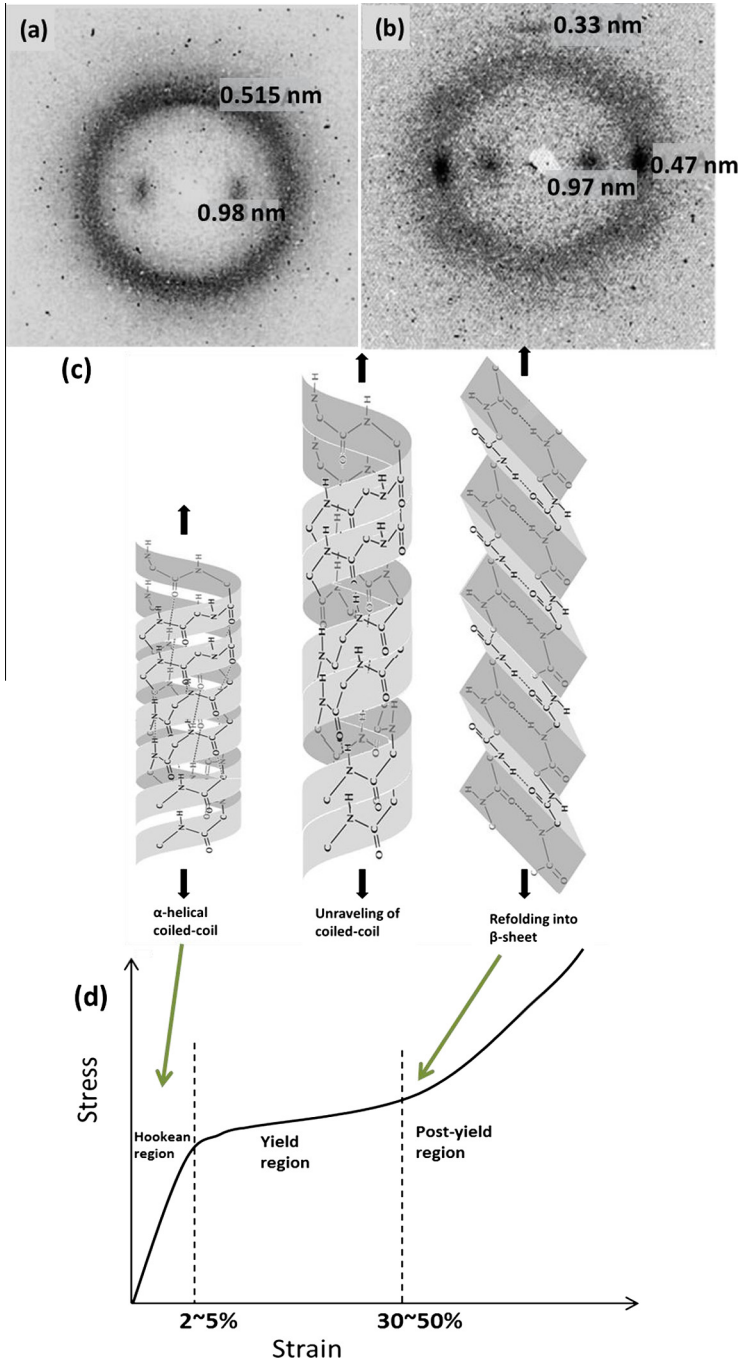 (a)
0.515 nm
0.98 nm
(b)
0.33 nm
0.47 nm
0.97 nm
(c)
α-helical
coiled-coil
Unraveling of
coiled-coil
Refolding into
β-sheet
(d)
Stress
Hookean
region
Yield
region
Post-yield
region
2~5%
30~50%
Strain